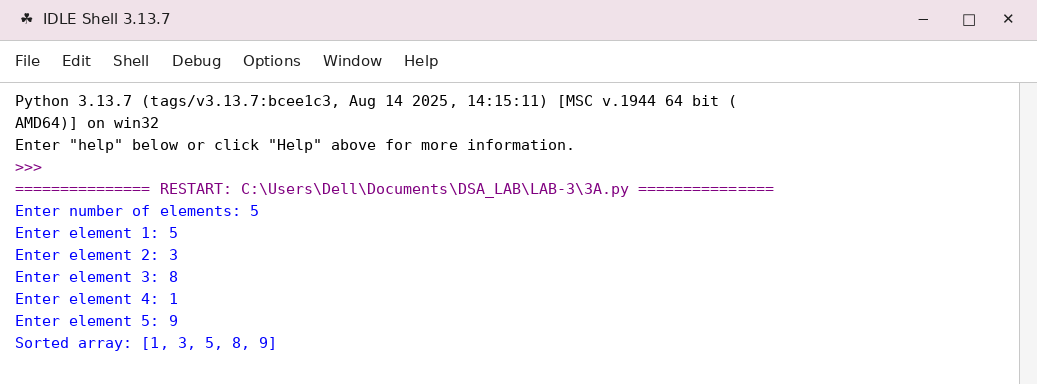 IDLE Shell 3.13.7
File Edit Shell Debug Options Window Help
Python 3.13.7 (tags/v3.13.7:bcee1c3, Aug 14 2025, 14:15:11) [MSC v.1944 64 bit (
AMD64)] on win32
Enter "help" below or click "Help" above for more information.
>>>
=============== RESTART: C:\Users\Dell\Documents\DSA_LAB\LAB-3\3A.py ===============
Enter number of elements: 5
Enter element 1: 5
Enter element 2: 3
Enter element 3: 8
Enter element 4: 1
Enter element 5: 9
Sorted array: [1, 3, 5, 8, 9]